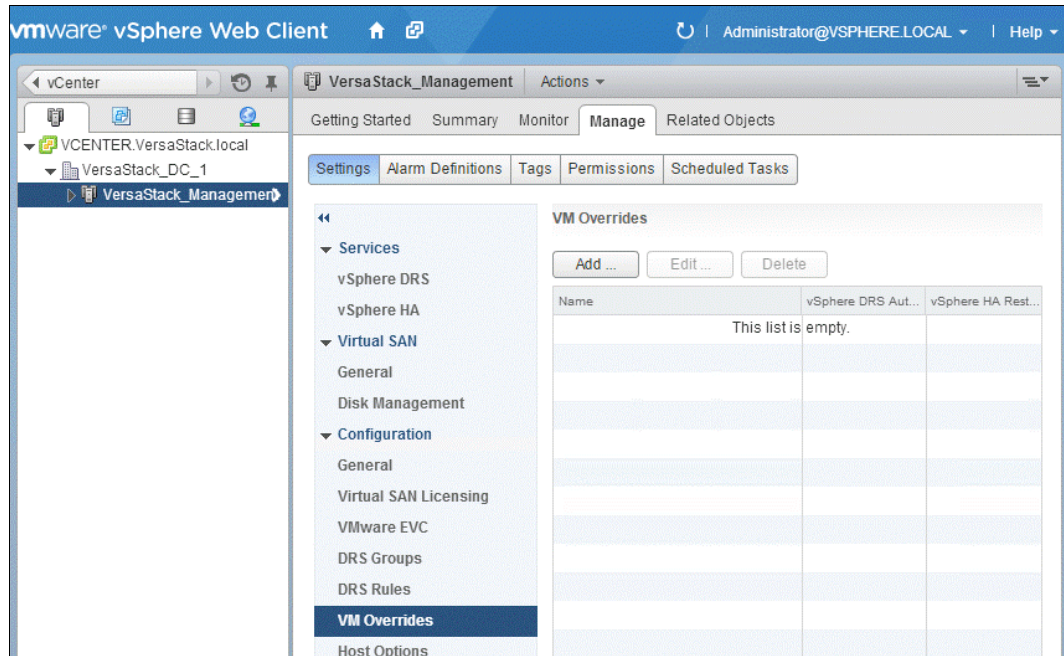 vmware® vSphere Web Client
Administrator@VSPHERE.LOCAL
Help
vCenter
VCENTER.VersaStack.local
VersaStack_DC_1
VersaStack_Management
VersaStack_Management
Actions
Getting Started Summary Monitor Manage Related Objects
Settings Alarm Definitions Tags Permissions Scheduled Tasks
Services
vSphere DRS
vSphere HA
Virtual SAN
General
Disk Management
Configuration
General
Virtual SAN Licensing
VMware EVC
DRS Groups
DRS Rules
VM Overrides
Host Options
VM Overrides
Add ... Edit ... Delete
Name vSphere DRS Aut... vSphere HA Rest...
This list is empty.